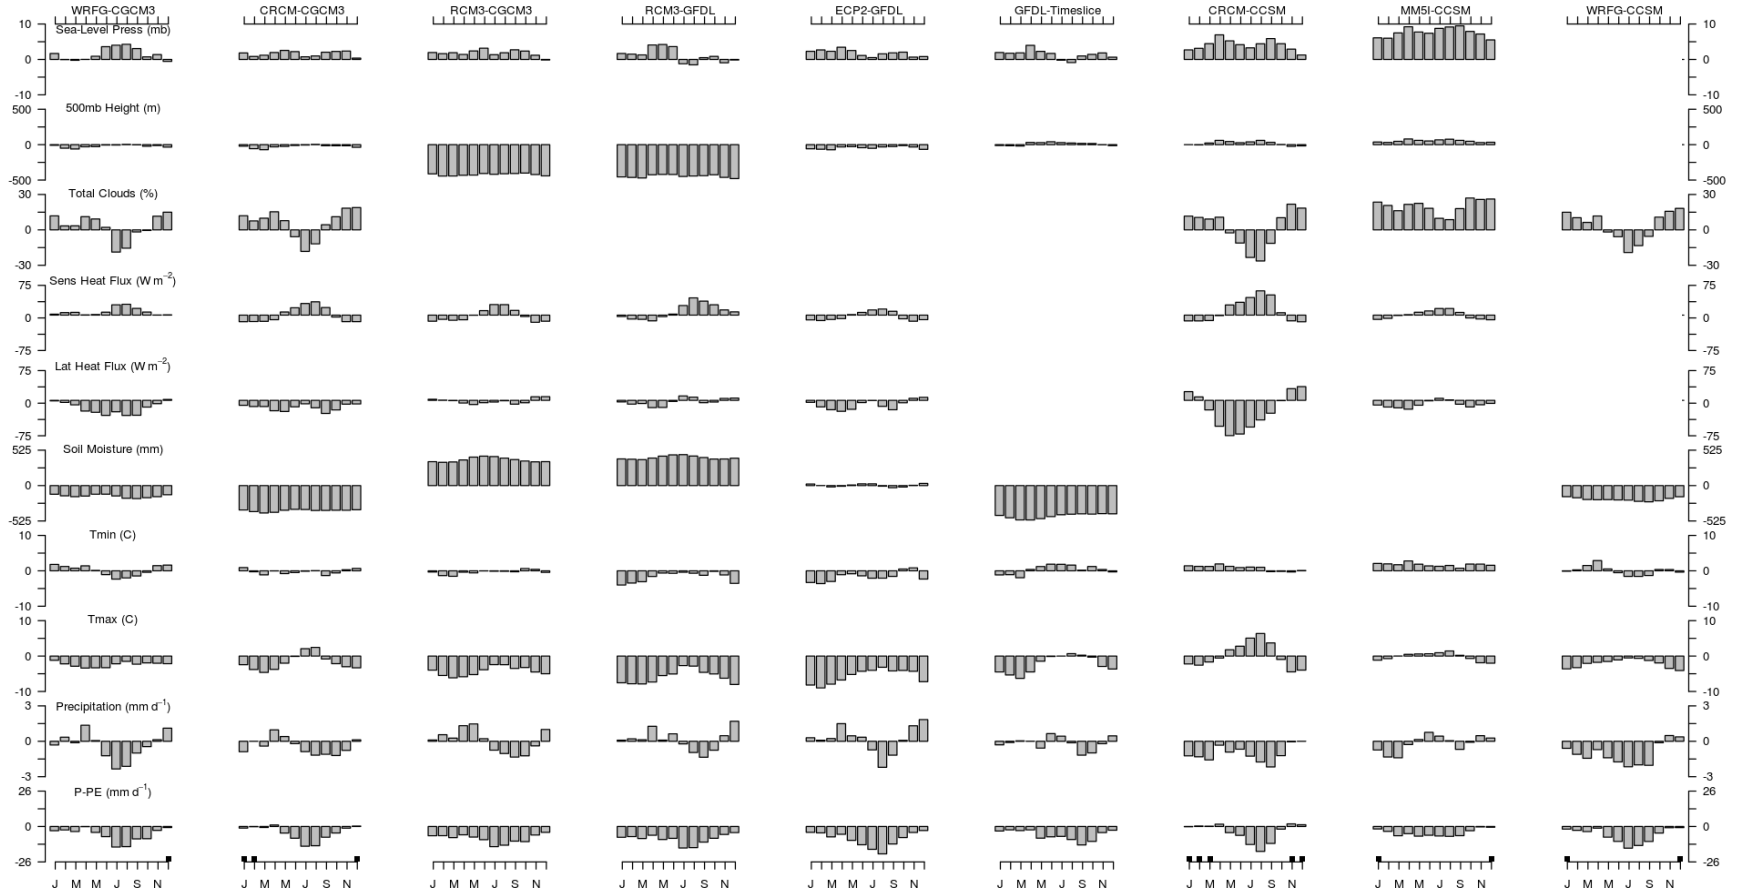 WRFG-CGCM3 CRCM-CGCM3 RCM3-CGCM3 RCM3-GFDL ECP2-GFDL GFDL-Timeslice CRCM-CCSM MM5I-CCSM WRFG-CCSM
10 Sea-Level Press (mb) 10
0 0
-10 -10
500 500mb Height (m) 500
0 0
-500 -500
30 Total Clouds (%) 30
0 0
-30 -30
75 Sens Heat Flux (W m⁻²) 75
0 0
-75 -75
75 Lat Heat Flux (W m⁻²) 75
0 0
-75 -75
525 Soil Moisture (mm) 525
0 0
-525 -525
10 Tmin (C) 10
0 0
-10 -10
10 Tmax (C) 10
0 0
-10 -10
3 Precipitation (mm d⁻¹) 3
0 0
-3 -3
26 P-PE (mm d⁻¹) 26
0 0
-26 -26
J M M J S N J M M J S N J M M J S N J M M J S N J M M J S N J M M J S N J M M J S N J M M J S N J M M J S N